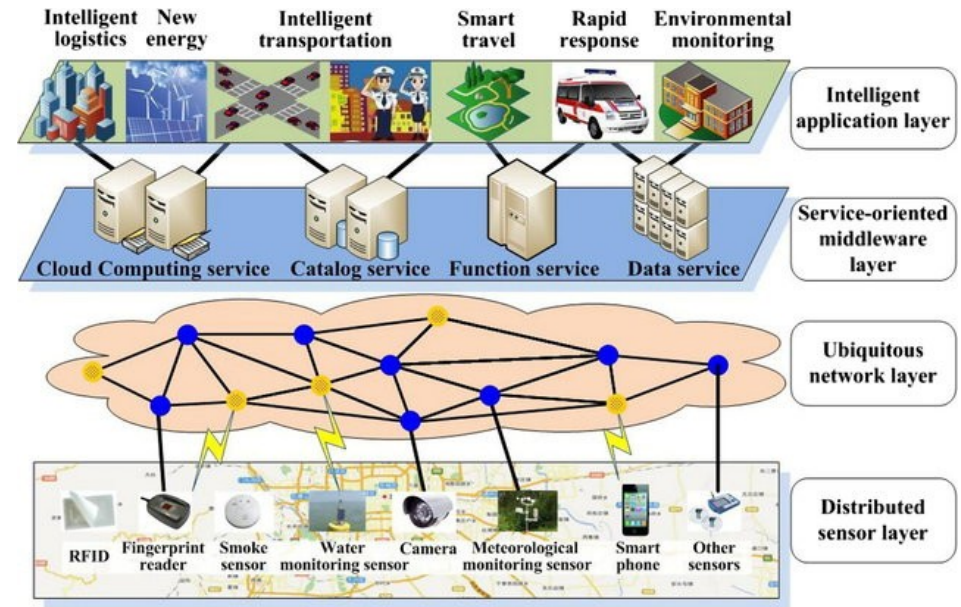 Intelligent logistics
New energy
Intelligent transportation
Smart travel
Rapid response
Environmental monitoring
Intelligent application layer
Cloud Computing service
Catalog service
Function service
Data service
Service-oriented middleware layer
Ubiquitous network layer
RFID
Fingerprint reader
Smoke sensor
Water monitoring sensor
Camera
Meteorological monitoring sensor
Smart phone
Other sensors
Distributed sensor layer